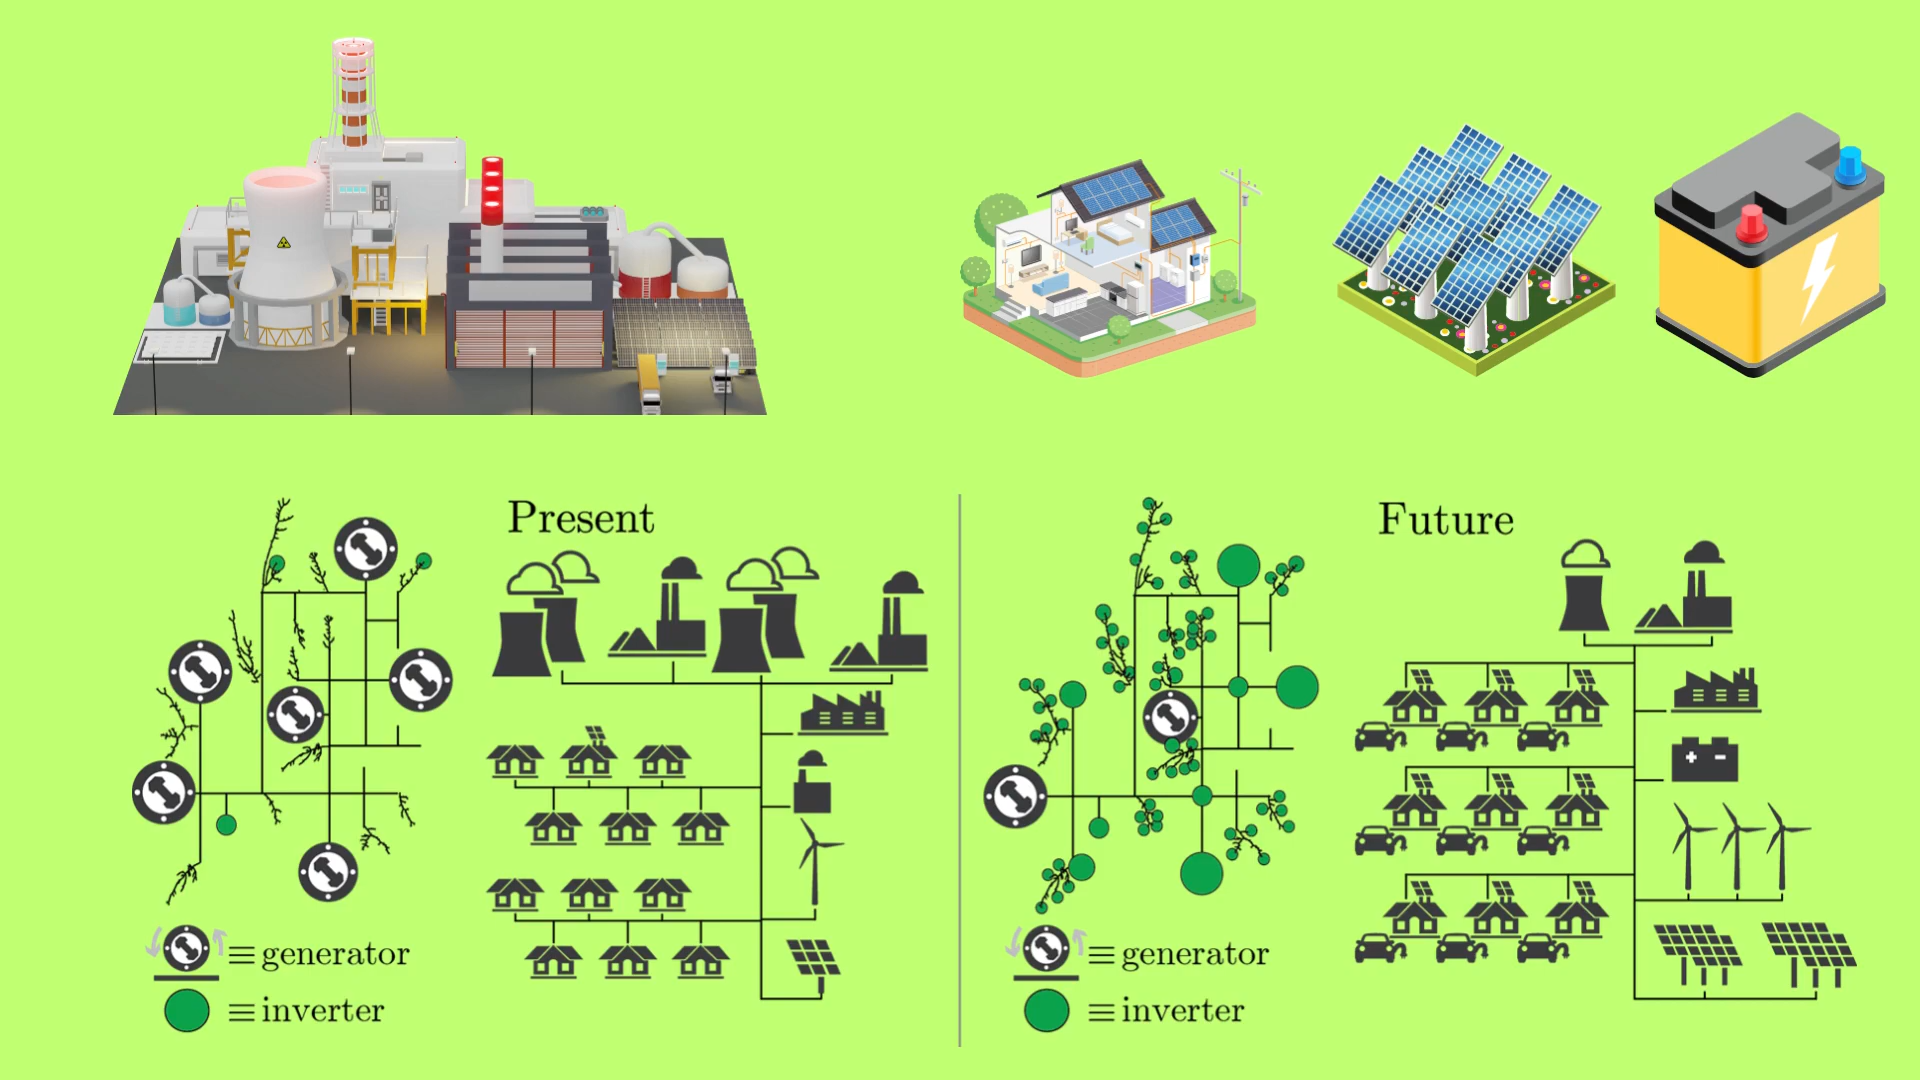 Present
≡ generator
≡ inverter
Future
≡ generator
≡ inverter